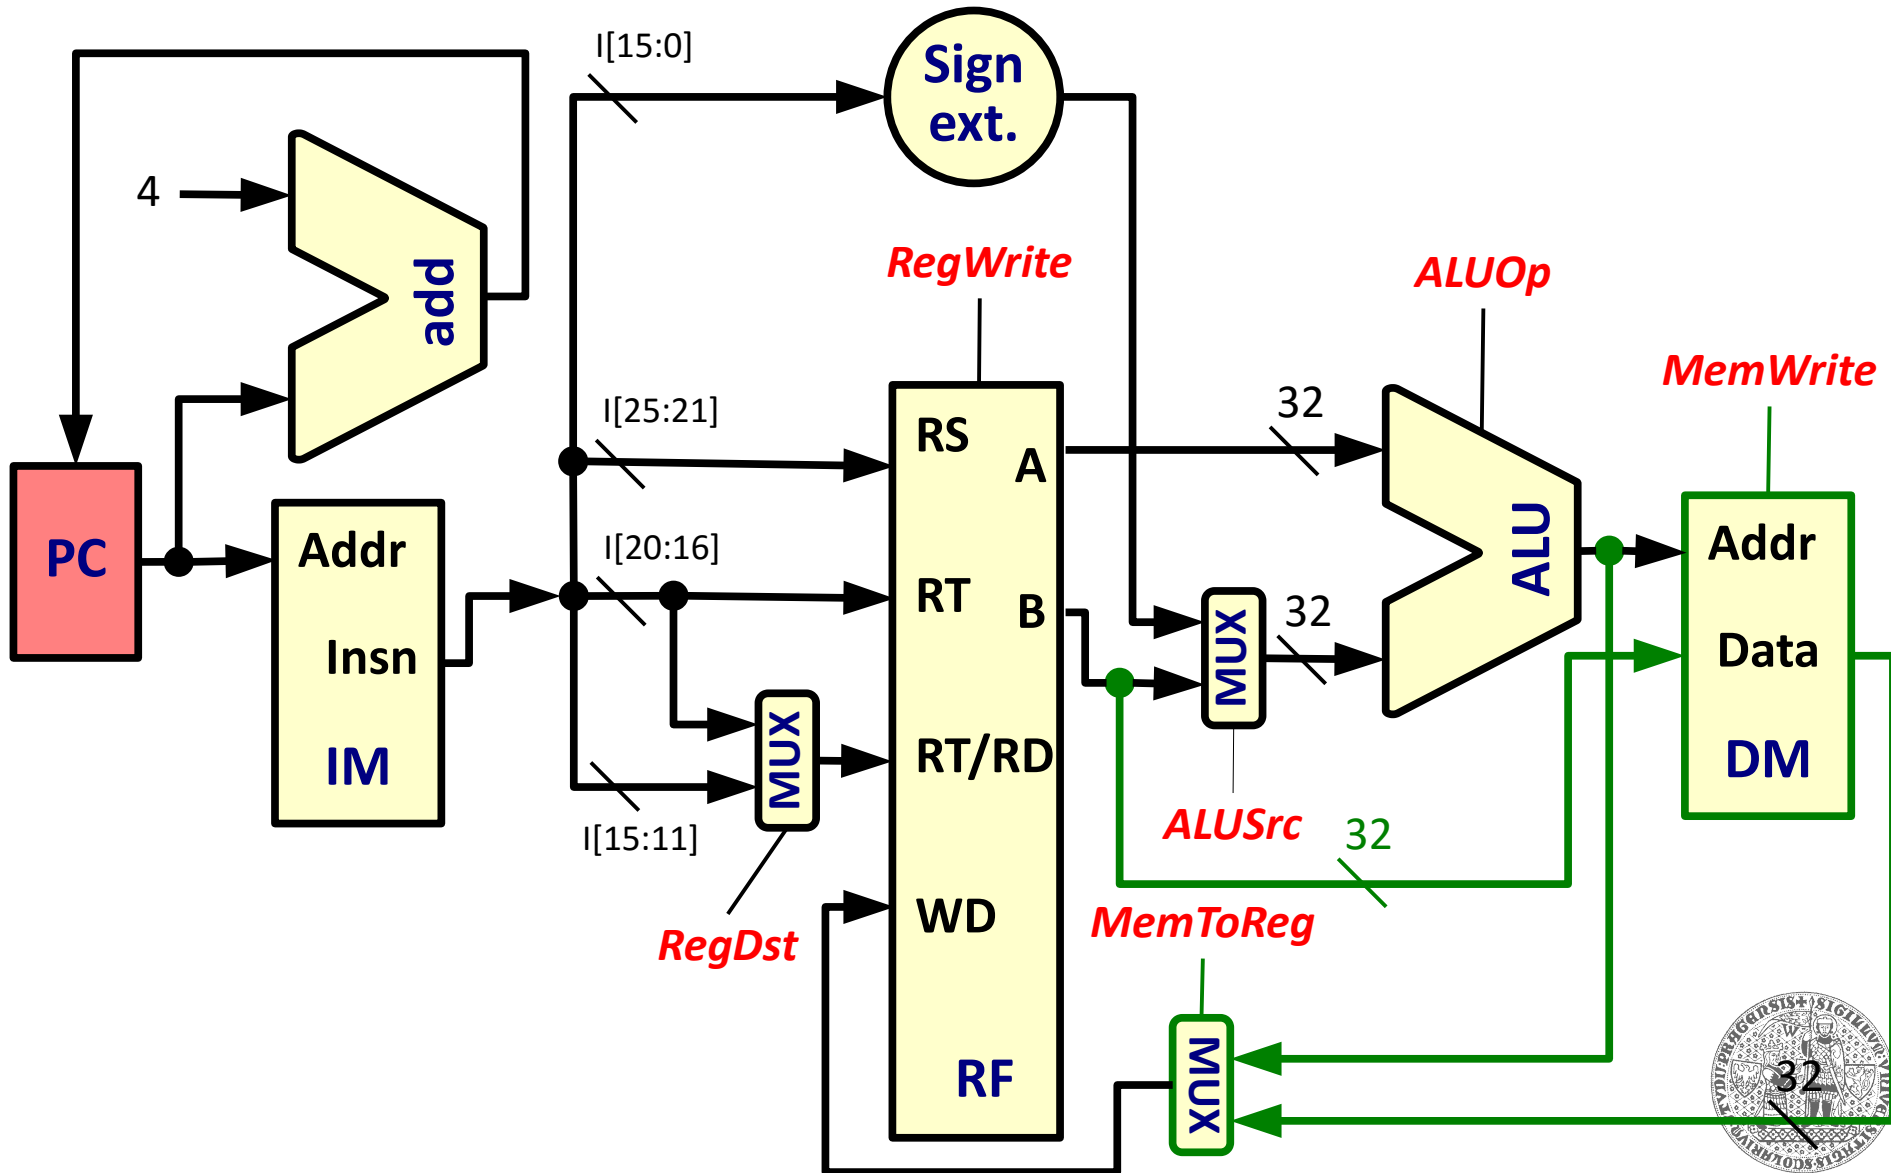 I[15:0]
Sign
ext.
4
add
RegWrite
ALUOp
MemWrite
I[25:21]
32
RS
A
PC
Addr
Insn
IM
I[20:16]
RT
B
MUX
32
ALU
Addr
Data
DM
MUX
RT/RD
I[15:11]
ALUSrc
32
RegDst
WD
MemToReg
RF
MUX
32